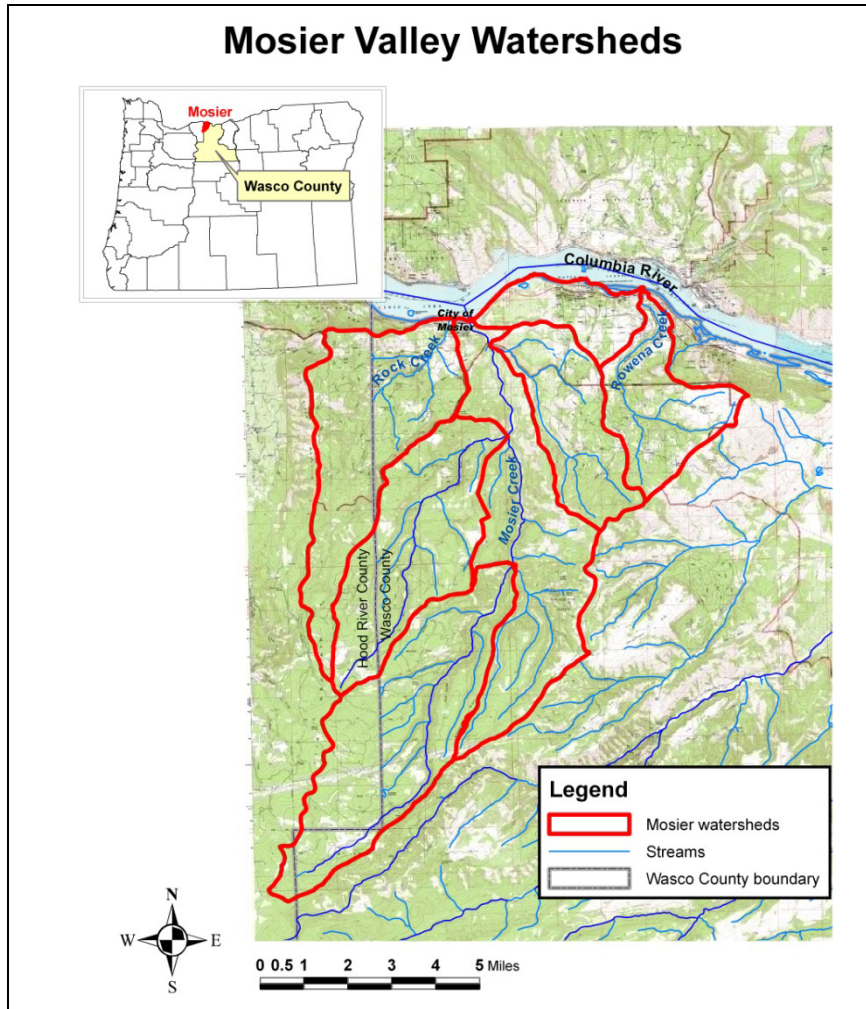 Mosier Valley Watersheds
Mosier
Wasco County
Columbia River
City of
Mosier
Rock Creek
Rowena Creek
Mosier Creek
Hood River County
Wasco County
Legend
Mosier watersheds
Streams
Wasco County boundary
N
W E
S
0 0.5 1 2 3 4 5 Miles